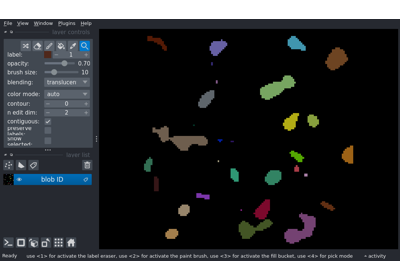 File View Window Plugins Help
layer controls
label: 1
opacity: 0.70
brush size: 10
blending: translucen
color mode: auto
contour: 0
n edit dim: 2
contiguous:
preserve labels:
show selected:
layer list
blob ID
Ready use <1> for activate the label eraser, use <2> for activate the paint brush, use <3> for activate the fill bucket, use <4> for pick mode activity